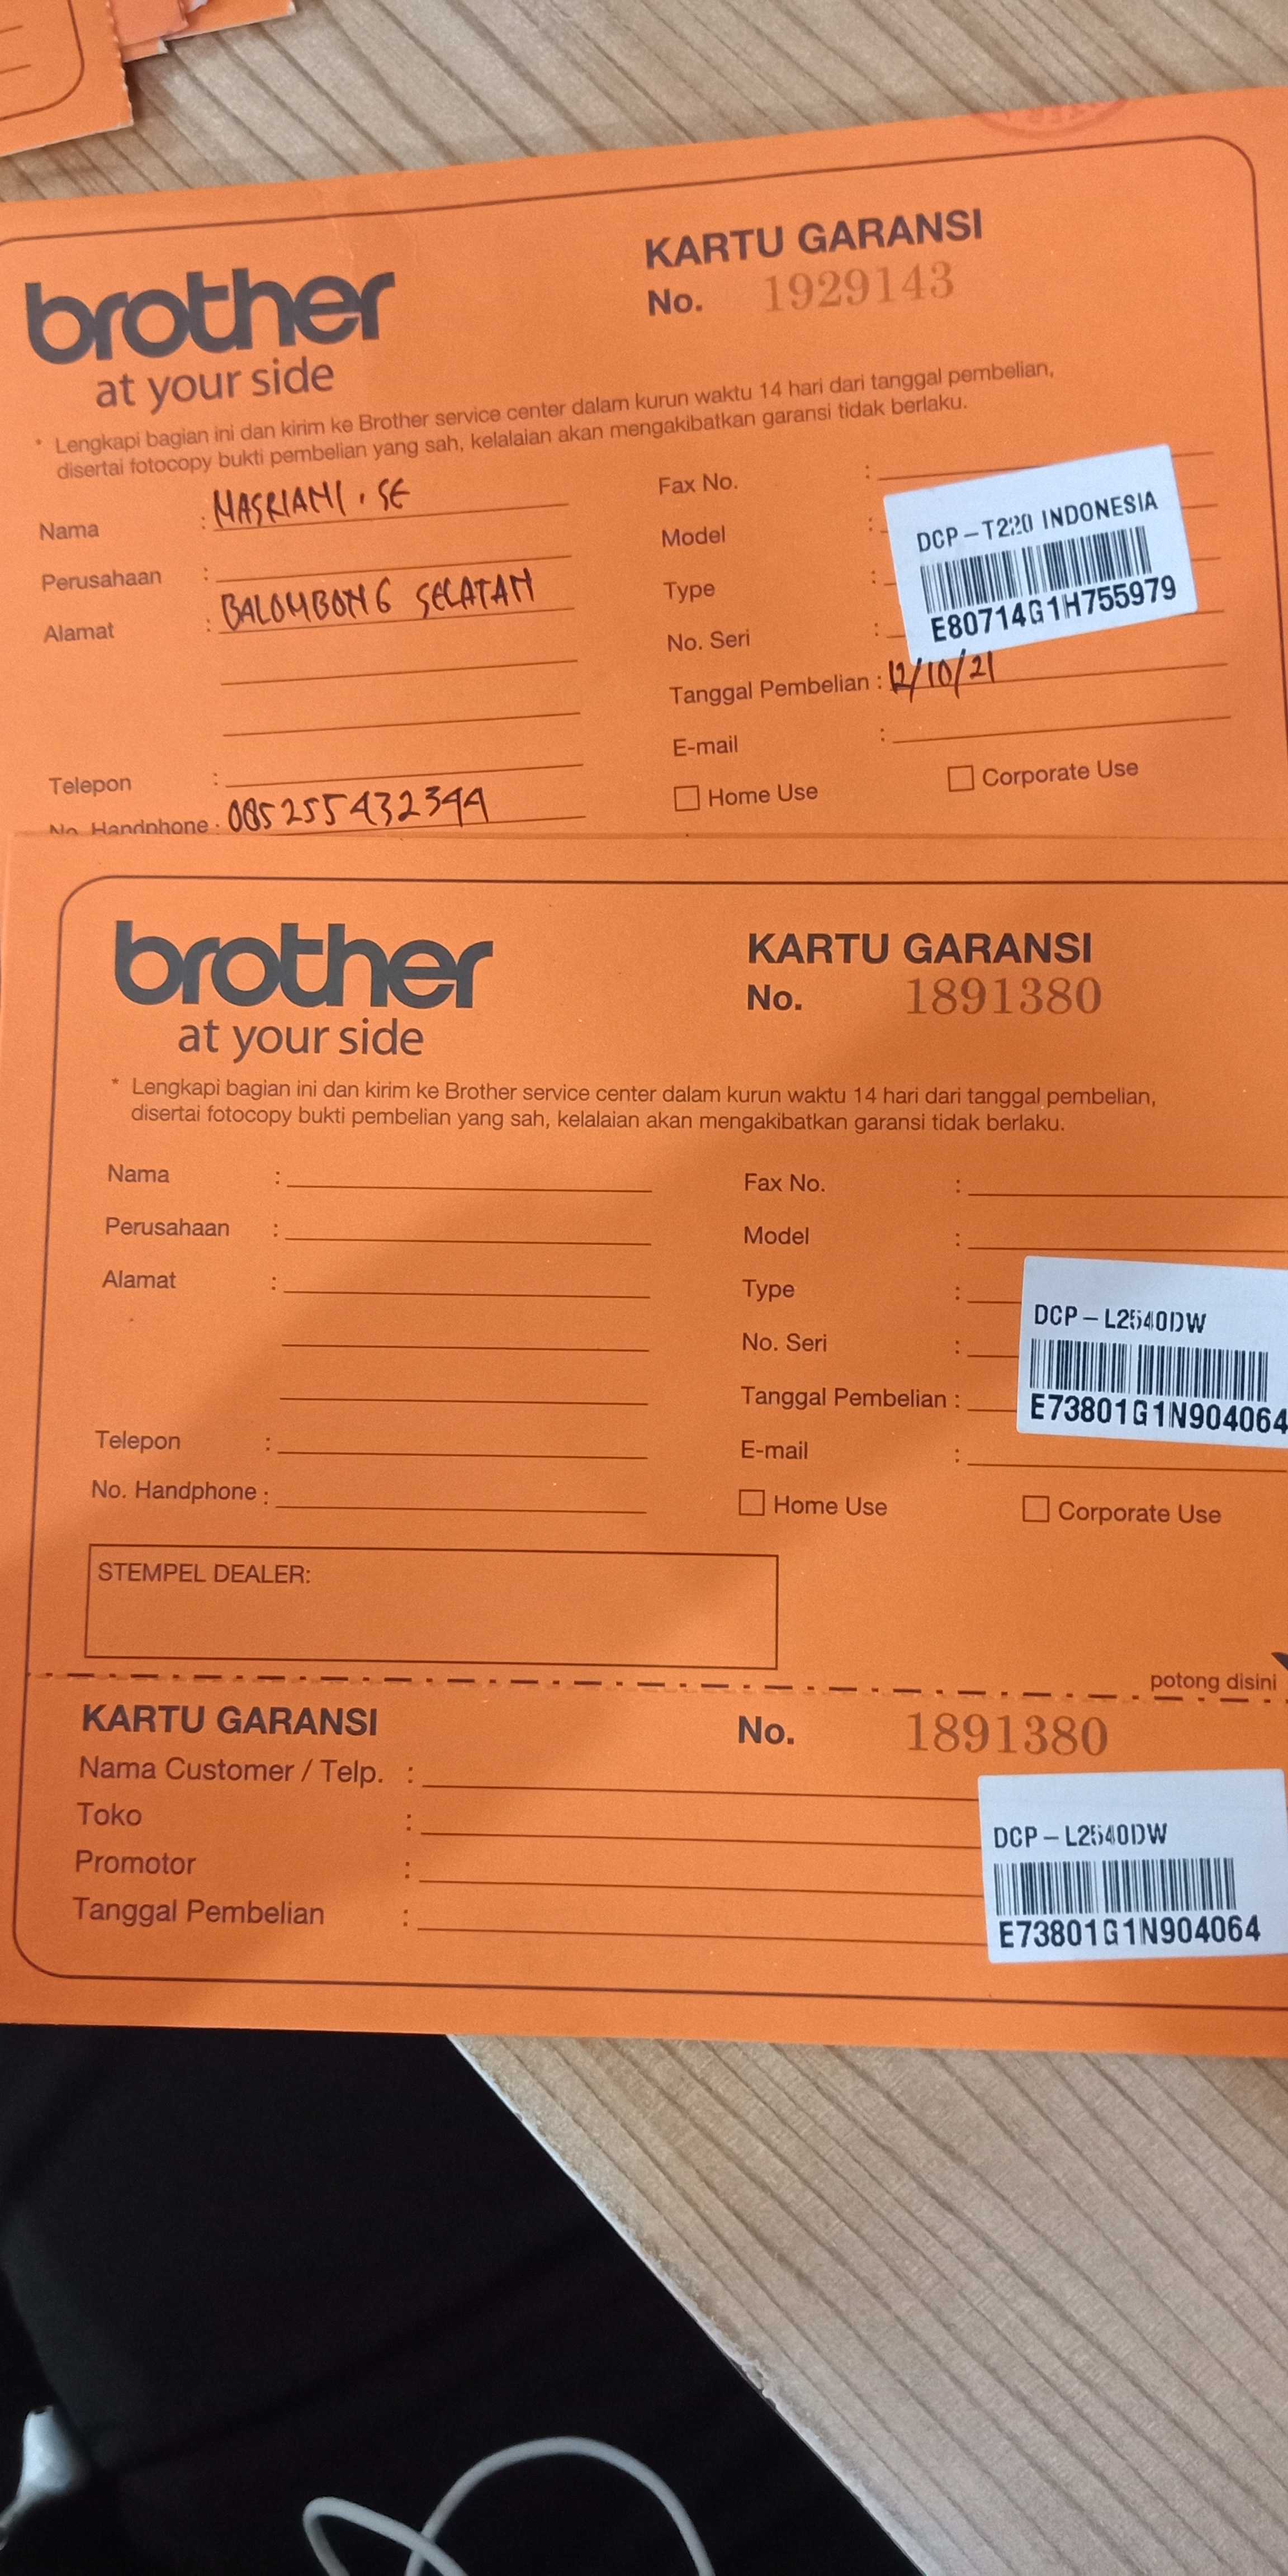 brother
at your side
KARTU GARANSI
No. 1929143
* Lengkapi bagian ini dan kirim ke Brother service center dalam kurun waktu 14 hari dari tanggal pembelian,
disertai fotocopy bukti pembelian yang sah, kelalaian akan mengakibatkan garansi tidak berlaku.
Nama : MASRIANI, SE
Perusahaan :
Alamat : BALOMBONG SELATAN
Telepon :
No. Handphone : 085255432344
Fax No. :
Model :
Type :
No. Seri :
DCP-T220 INDONESIA
E80714G1H755979
Tanggal Pembelian : 12/10/21
E-mail :
Home Use
Corporate Use
brother
at your side
KARTU GARANSI
No. 1891380
* Lengkapi bagian ini dan kirim ke Brother service center dalam kurun waktu 14 hari dari tanggal pembelian,
disertai fotocopy bukti pembelian yang sah, kelalaian akan mengakibatkan garansi tidak berlaku.
Nama :
Perusahaan :
Alamat :
Telepon :
No. Handphone :
Fax No. :
Model :
Type :
No. Seri :
Tanggal Pembelian :
DCP-L2540DW
E73801G1N904064
E-mail :
Home Use
Corporate Use
STEMPEL DEALER:
potong disini
KARTU GARANSI
No. 1891380
Nama Customer / Telp. :
Toko :
Promotor :
Tanggal Pembelian :
DCP-L2540DW
E73801G1N904064